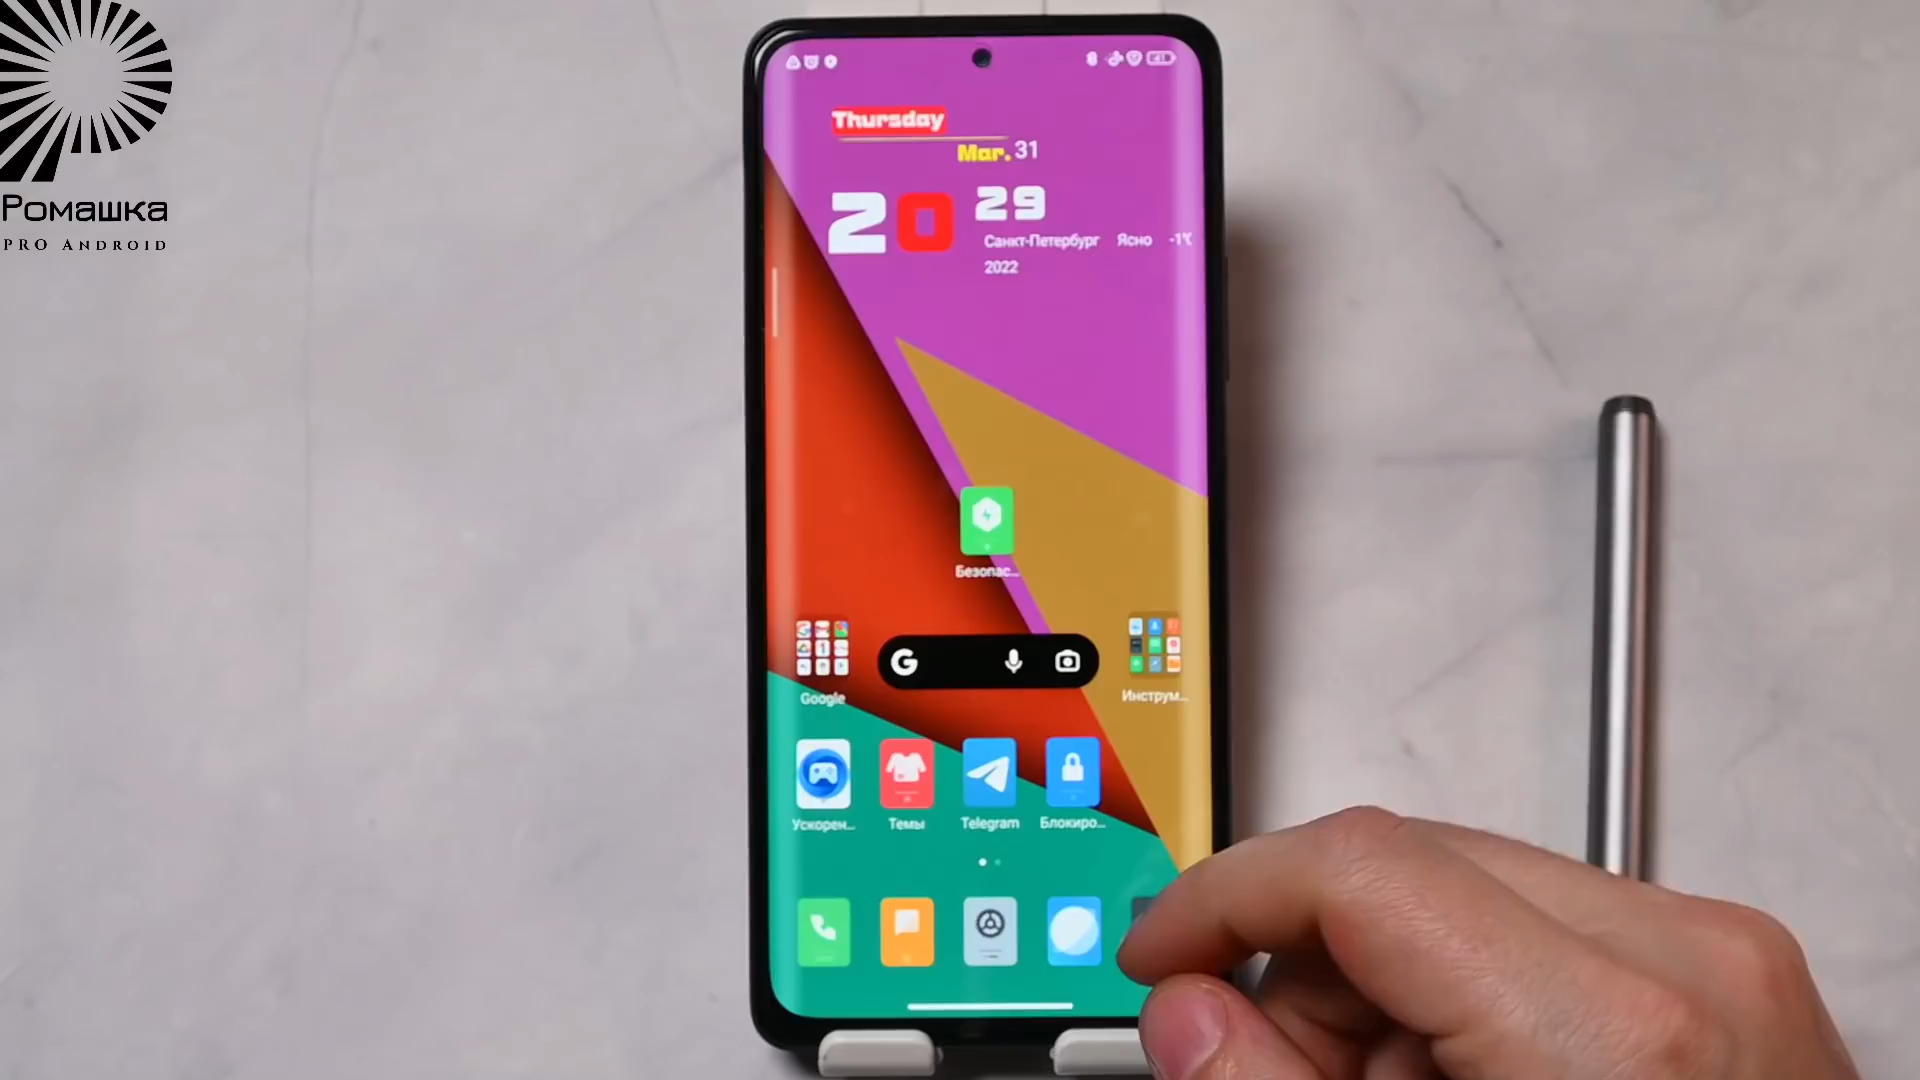 Ромашка
PRO Android
Thursday
Mar. 31
20 29
Санкт-Петербург Ясно -1°C
2022
Безопас...
Google
G
Инструм...
Ускорен...
Темы
Telegram
Блокиро...